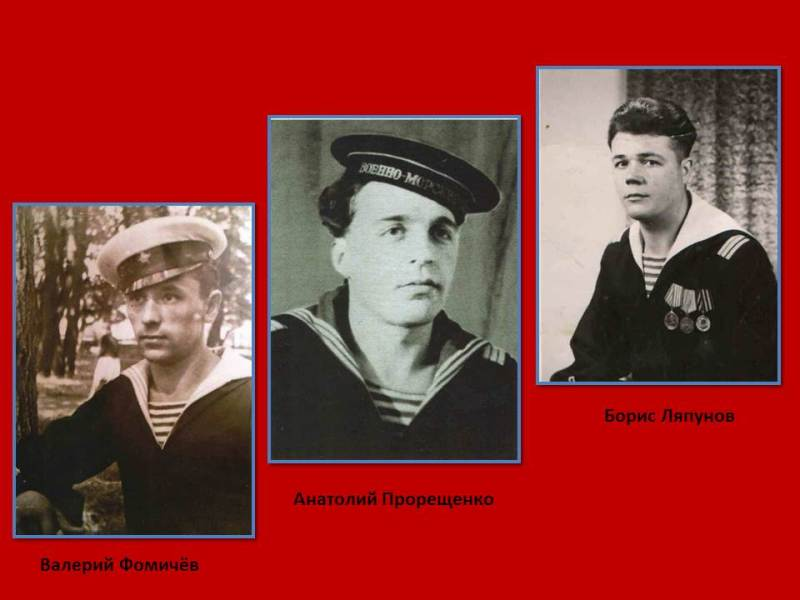 ВОЕННО-МОРСК
Борис Ляпунов
Анатолий Прорещенко
Валерий Фомичёв